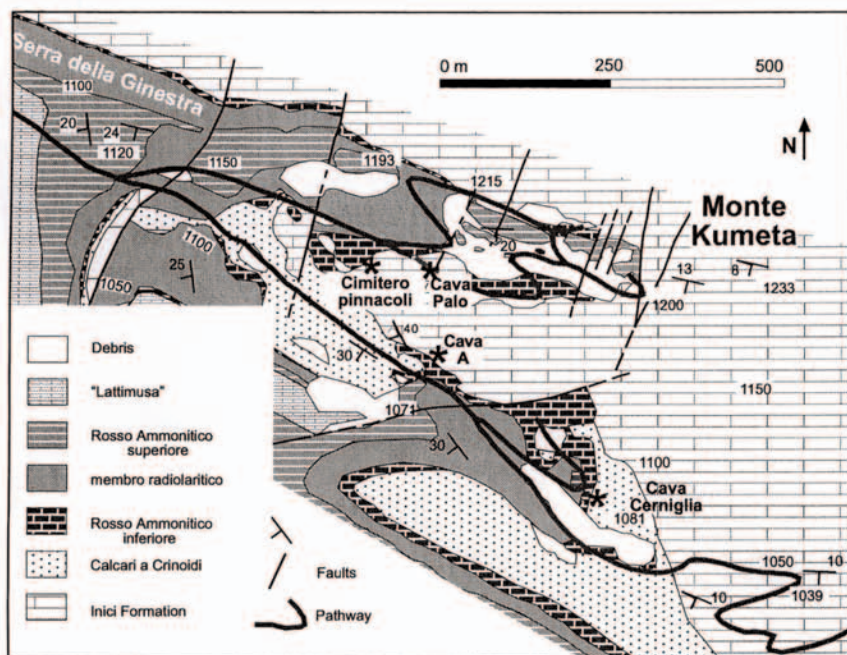 Serra della Ginestra
0 m 250 500
N
1100
20
24
1120
1150
1193
1215
1100
1050
25
20
Monte
Kumeta
13
8
1233
1200
Cimitero
pinnacoli
Cava
Palo
40
30
Cava
A
1150
1071
30
1100
Cava
Cerniglia
1081
1050
10
1039
10
Debris
"Lattimusa"
Rosso Ammonitico
superiore
membro radiolaritico
Rosso Ammonitico
inferiore
Calcari a Crinoidi
Inici Formation
Faults
Pathway